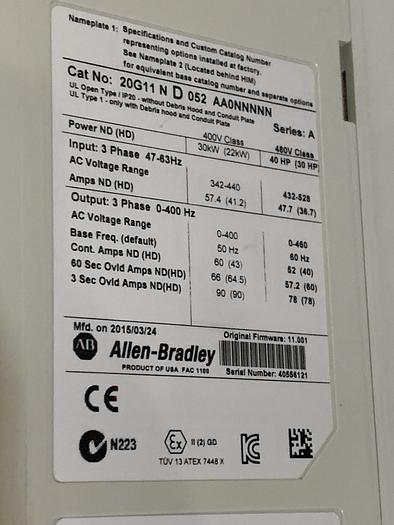 Nameplate 1: Specifications and Custom Catalog Number
representing options installed at factory.
See Nameplate 2 (Located behind HIM)
for equivalent base catalog number and separate options
Cat No: 20G11 N D 052 AA0NNNNN
UL Open Type / IP20 - without Debris Hood and Conduit Plate
UL Type 1 - only with Debris hood and Conduit Plate
Series: A
400V Class 480V Class
Power ND (HD) 30kW (22kW) 40 HP (30 HP)
Input: 3 Phase 47-63Hz
AC Voltage Range 342-440 432-528
Amps ND (HD) 57.4 (41.2) 47.7 (36.7)
Output: 3 Phase 0-400 Hz
AC Voltage Range 0-400 0-460
Base Freq. (default) 50 Hz 60 Hz
Cont. Amps ND(HD) 60 (43) 52 (40)
60 Sec Ovld Amps ND(HD) 66 (64.5) 57.2 (60)
3 Sec Ovld Amps ND(HD) 90 (90) 78 (78)
Mfd. on 2015/03/24 Original Firmware: 11.001
AB Allen-Bradley
PRODUCT OF USA FAC 1100 Serial Number: 40556121
CE
N223 Ex II (2) GD
TÜV 13 ATEX 7448 X